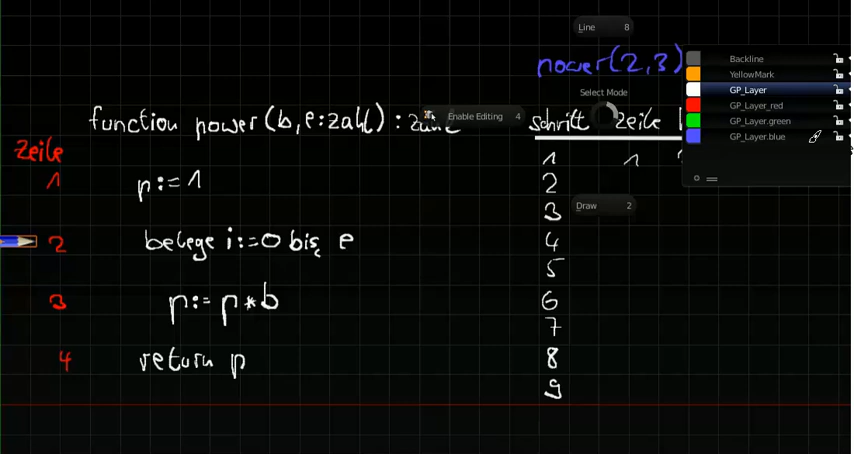 Line 8
power(2,3)
Backline
YellowMark
Select Mode
GP_Layer
GP_Layer_red
function power(b,e:zahl):
Enable Editing 4
schritt zeile
GP_Layer.green
GP_Layer.blue
zeile
1 p:=1
2 belege i:=0 bis e
3 p:=p*b
4 return p
Draw 2
1 1
2
3
4
5
6
7
8
9